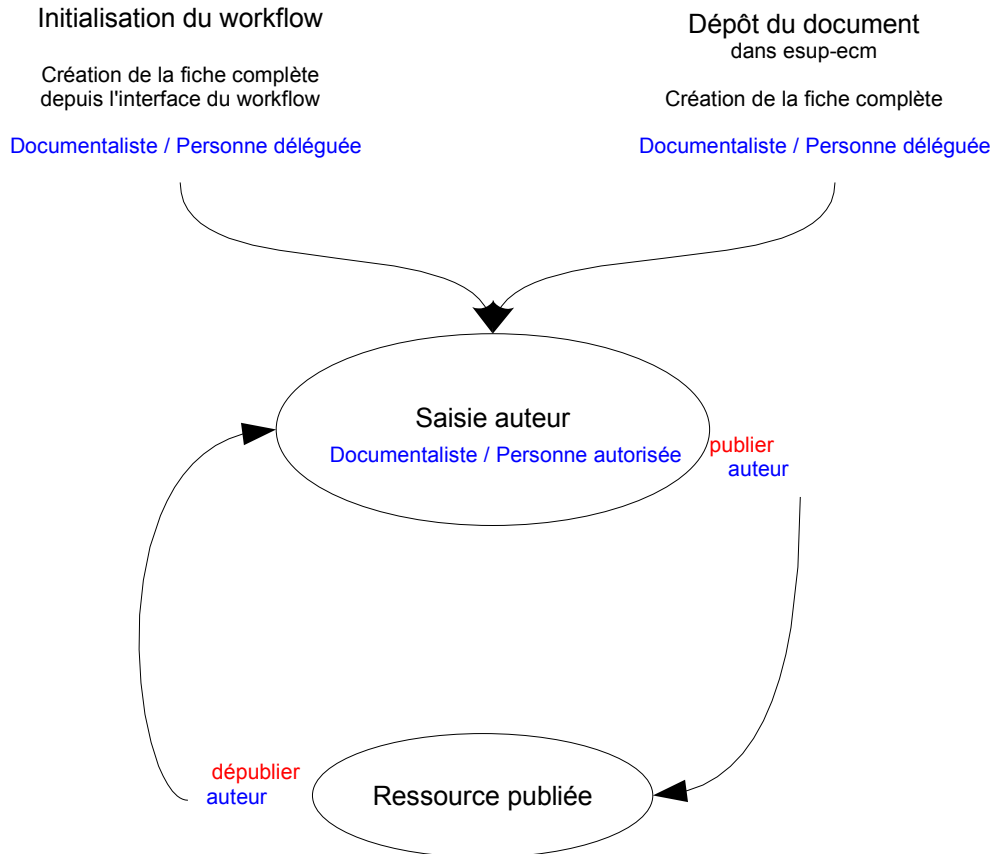 Initialisation du workflow
Création de la fiche complète
depuis l'interface du workflow
Documentaliste / Personne déléguée
Dépôt du document
dans esup-ecm
Création de la fiche complète
Documentaliste / Personne déléguée
Saisie auteur
Documentaliste / Personne autorisée
publier
auteur
dépublier
auteur
Ressource publiée